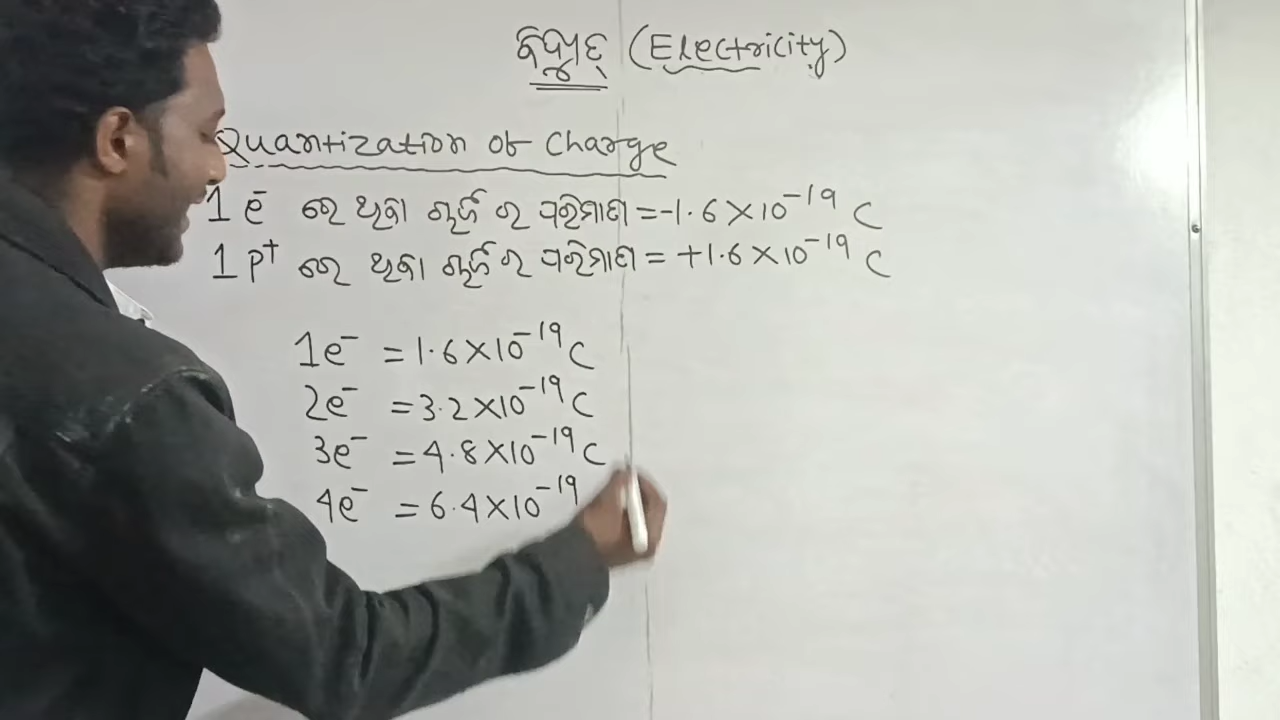 ବିଦ୍ୟୁତ୍ (Electricity)
Quantization of Charge
1 e⁻ ରେ ଥିବା ଚାର୍ଜ ର ପରିମାଣ = -1.6 × 10⁻¹⁹ C
1 p⁺ ରେ ଥିବା ଚାର୍ଜ ର ପରିମାଣ = +1.6 × 10⁻¹⁹ C
1e⁻ = 1.6 × 10⁻¹⁹ C
2e⁻ = 3.2 × 10⁻¹⁹ C
3e⁻ = 4.8 × 10⁻¹⁹ C
4e⁻ = 6.4 × 10⁻¹⁹